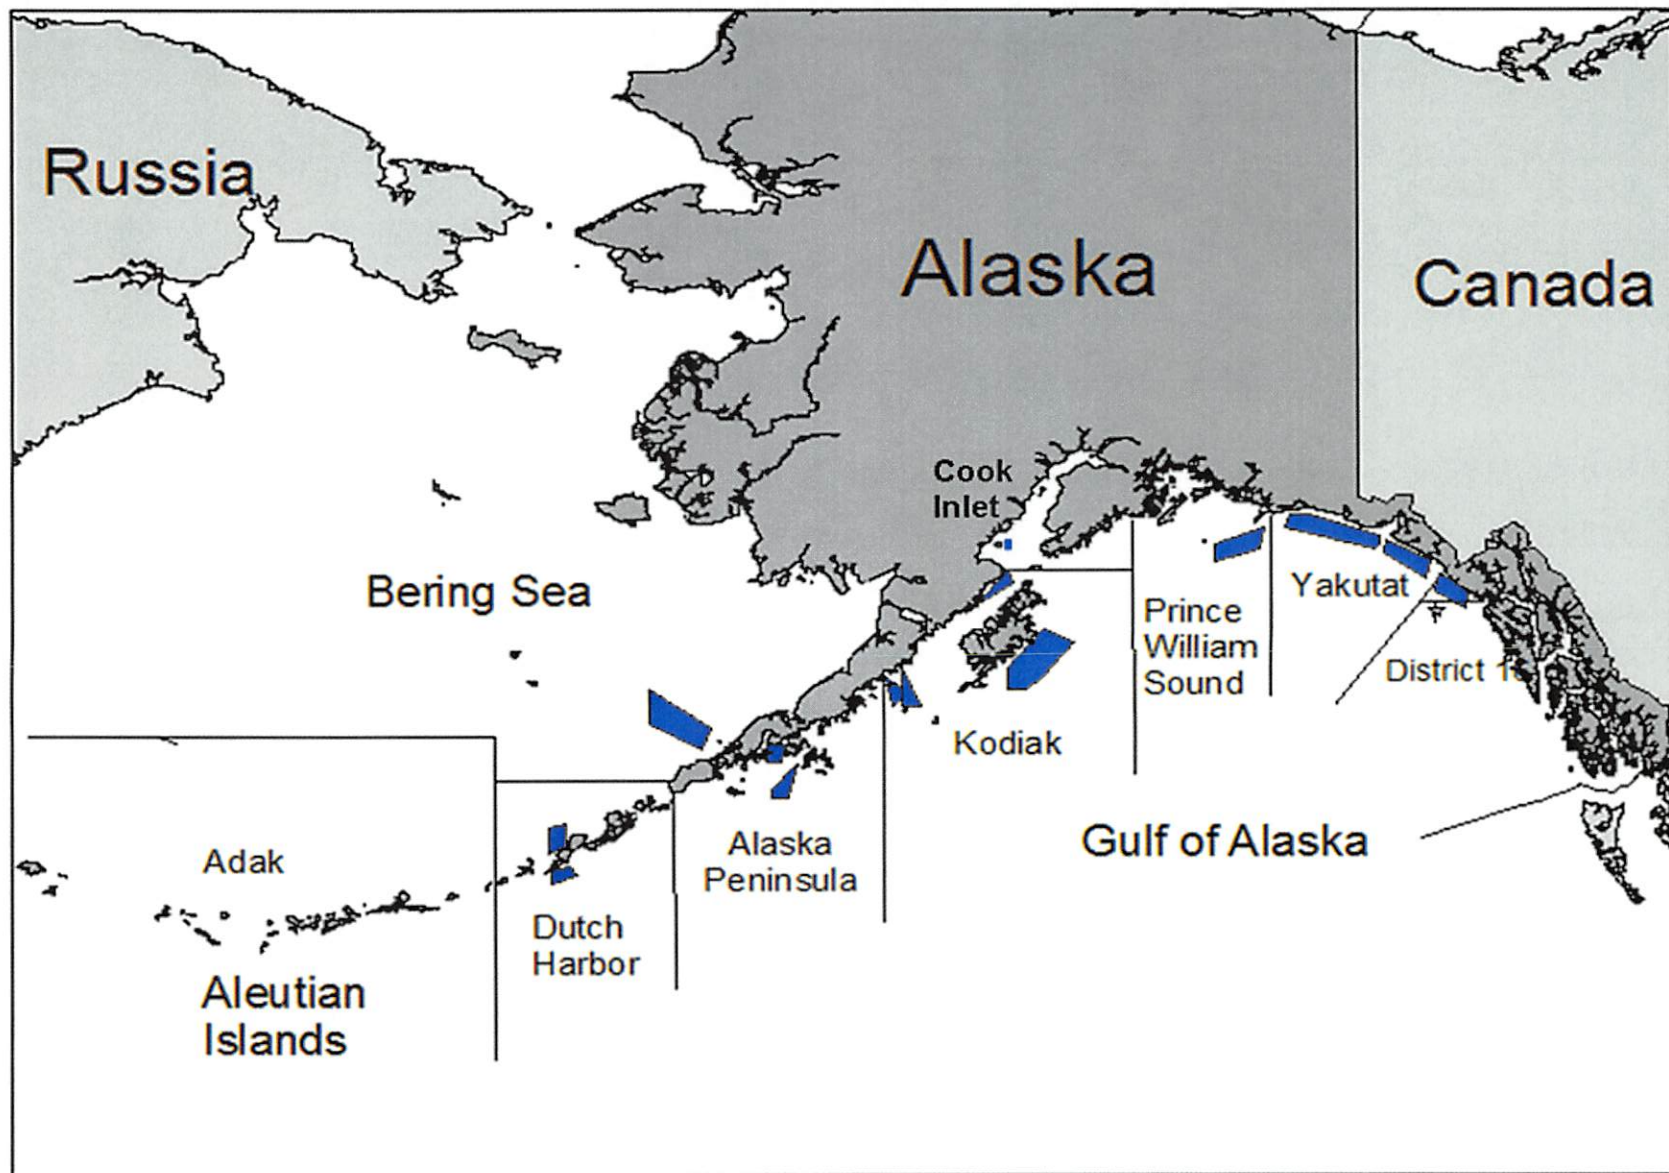 Russia
Alaska
Canada
Cook
Inlet
Bering Sea
Yakutat
Prince
William
Sound
District
Kodiak
Gulf of Alaska
Alaska
Peninsula
Adak
Dutch
Harbor
Aleutian
Islands